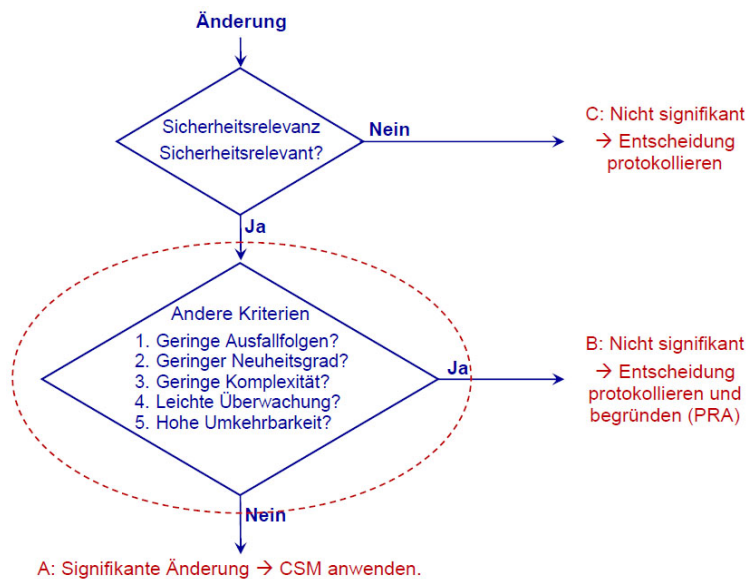 Änderung
Sicherheitsrelevanz
Sicherheitsrelevant?
Nein
C: Nicht signifikant
→ Entscheidung
protokollieren
Ja
Andere Kriterien
1. Geringe Ausfallfolgen?
2. Geringer Neuheitsgrad?
3. Geringe Komplexität?
4. Leichte Überwachung?
5. Hohe Umkehrbarkeit?
Ja
B: Nicht signifikant
→ Entscheidung
protokollieren und
begründen (PRA)
Nein
A: Signifikante Änderung → CSM anwenden.